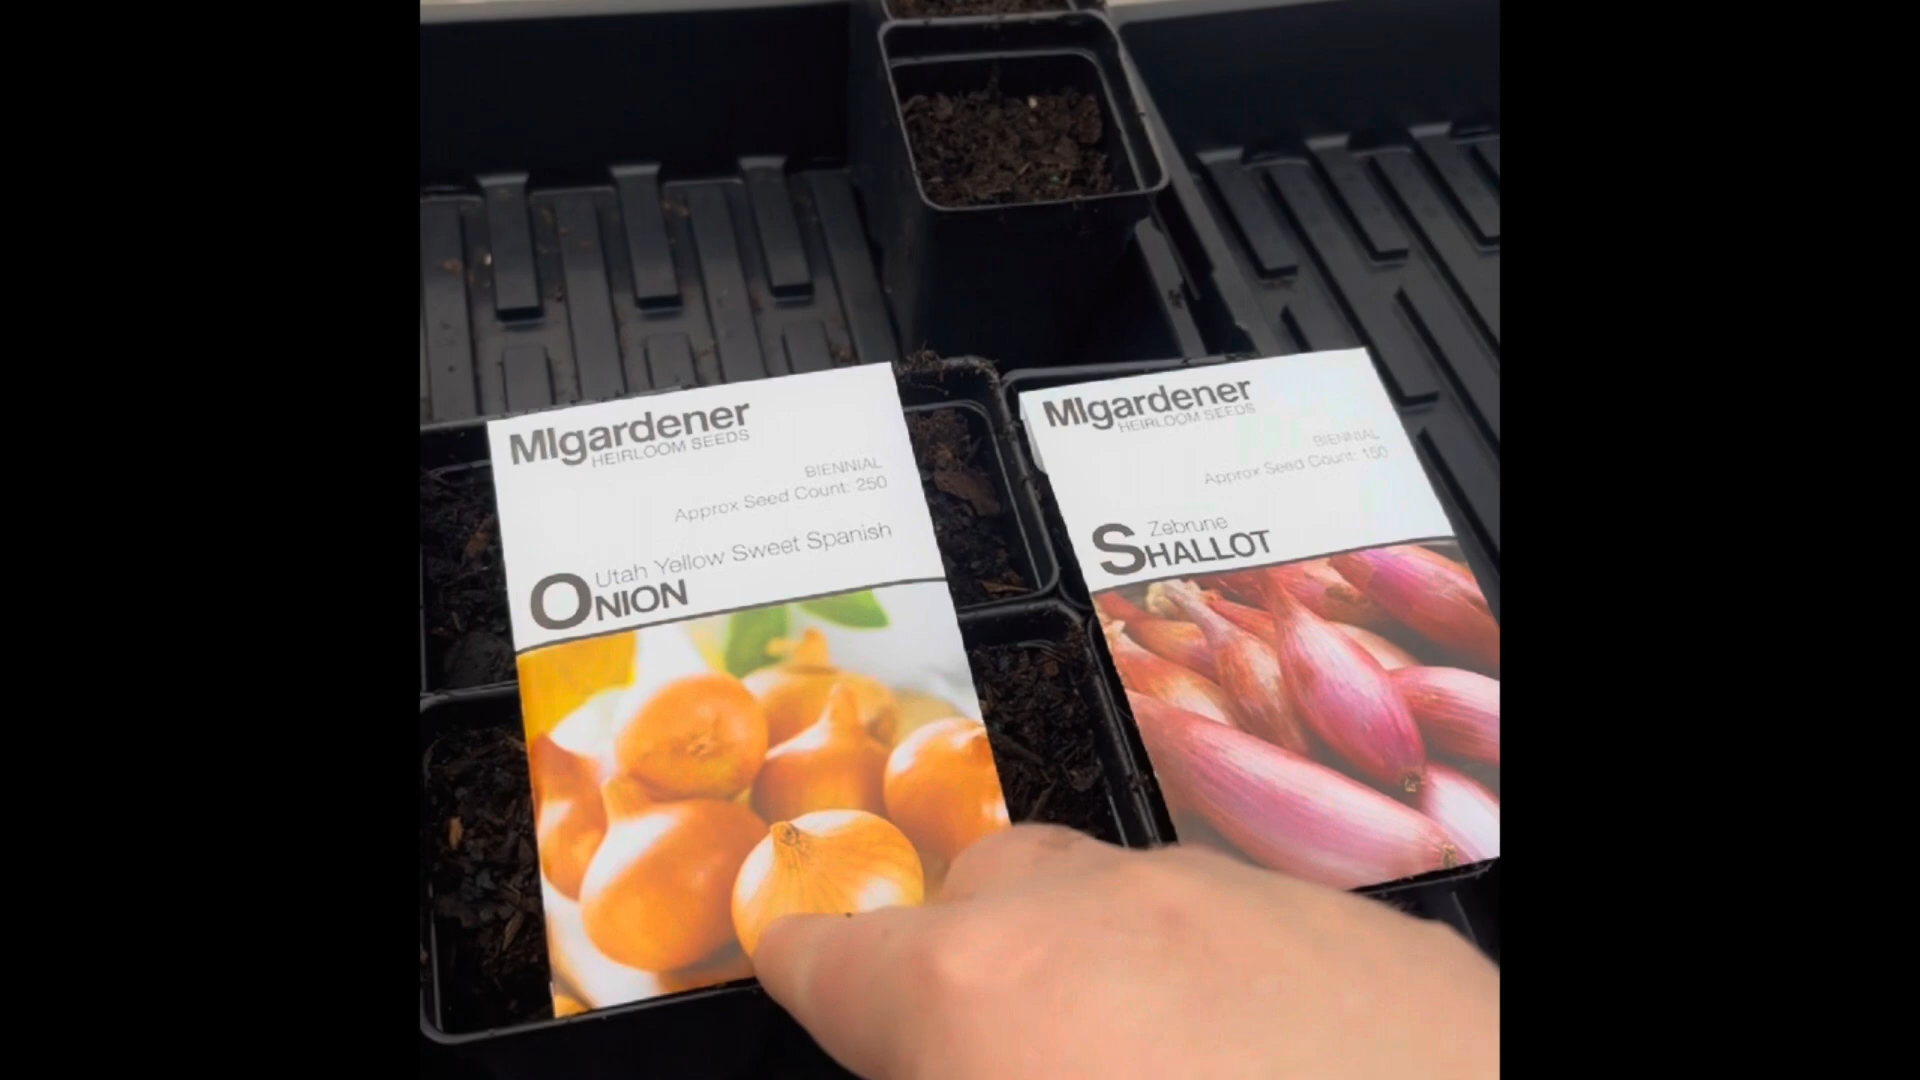 MIgardener
HEIRLOOM SEEDS
BIENNIAL
Approx Seed Count: 250
Utah Yellow Sweet Spanish
ONION
MIgardener
HEIRLOOM SEEDS
BIENNIAL
Approx Seed Count: 150
Zebrune
SHALLOT